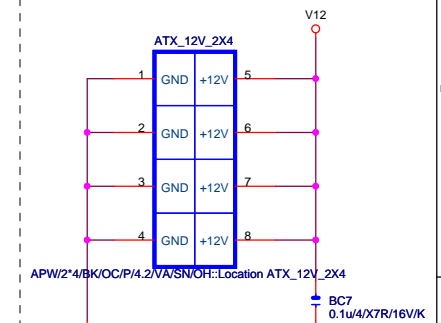 V12
ATX_12V_2X4
1 GND +12V 5
2 GND +12V 6
3 GND +12V 7
4 GND +12V 8
APW/2*4/BK/OC/P/4.2/VA/SN/OH::Location ATX_12V_2X4
BC7
0.1u/4/X7R/16V/K